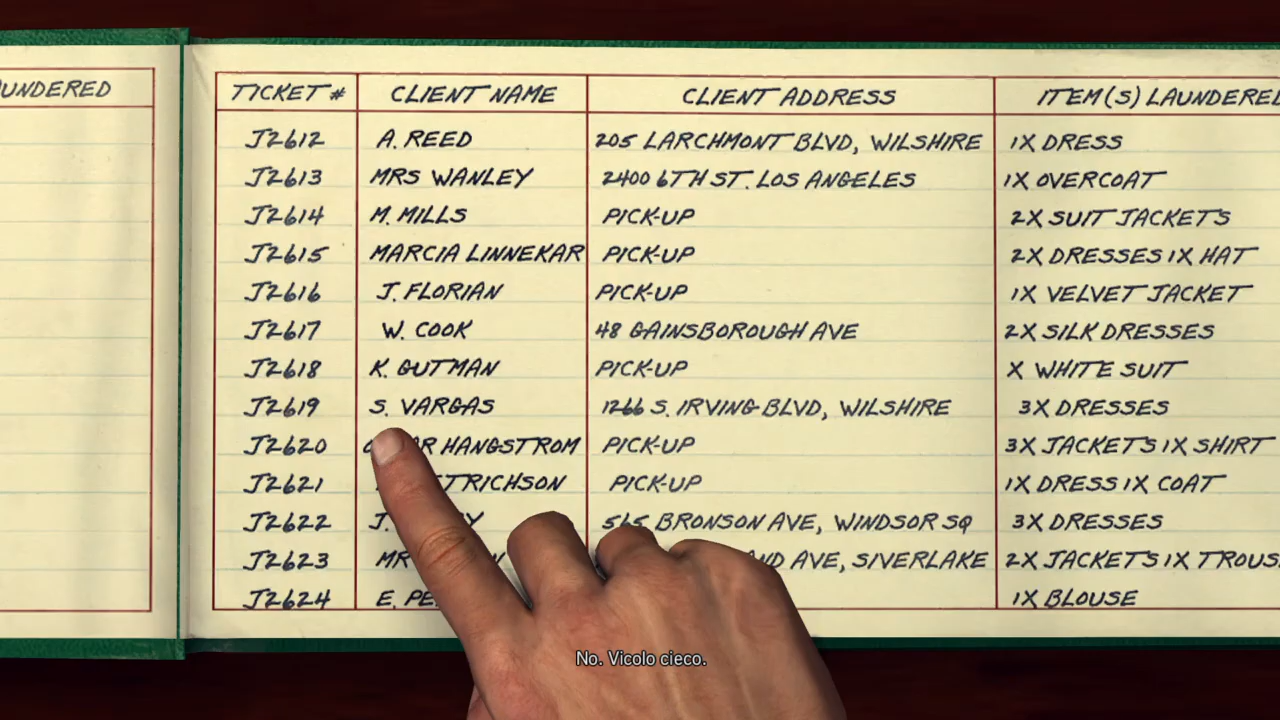 UNDERED
TICKET # CLIENT NAME CLIENT ADDRESS ITEM(S) LAUNDERED
J2612 A. REED 205 LARCHMONT BLVD, WILSHIRE 1X DRESS
J2613 MRS WANLEY 2400 6TH ST. LOS ANGELES 1X OVERCOAT
J2614 M. MILLS PICK-UP 2X SUIT JACKET'S
J2615 MARCIA LINNEKAR PICK-UP 2X DRESSES 1X HAT
J2616 J. FLORIAN PICK-UP 1X VELVET JACKET
J2617 W. COOK 48 GAINSBOROUGH AVE 2X SILK DRESSES
J2618 K. GUTMAN PICK-UP X WHITE SUIT
J2619 S. VARGAS 1266 S. IRVING BLVD, WILSHIRE 3X DRESSES
J2620 HANGSTROM PICK-UP 3X JACKET'S 1X SHIRT
J2621 PICK-UP 1X DRESS 1X COAT
J2622 J. 565 BRONSON AVE, WINDSOR SQ 3X DRESSES
J2623 AVE, SIVERLAKE 2X JACKET'S 1X TROUS
J2624 E. 1X BLOUSE
No. Vicolo cieco.